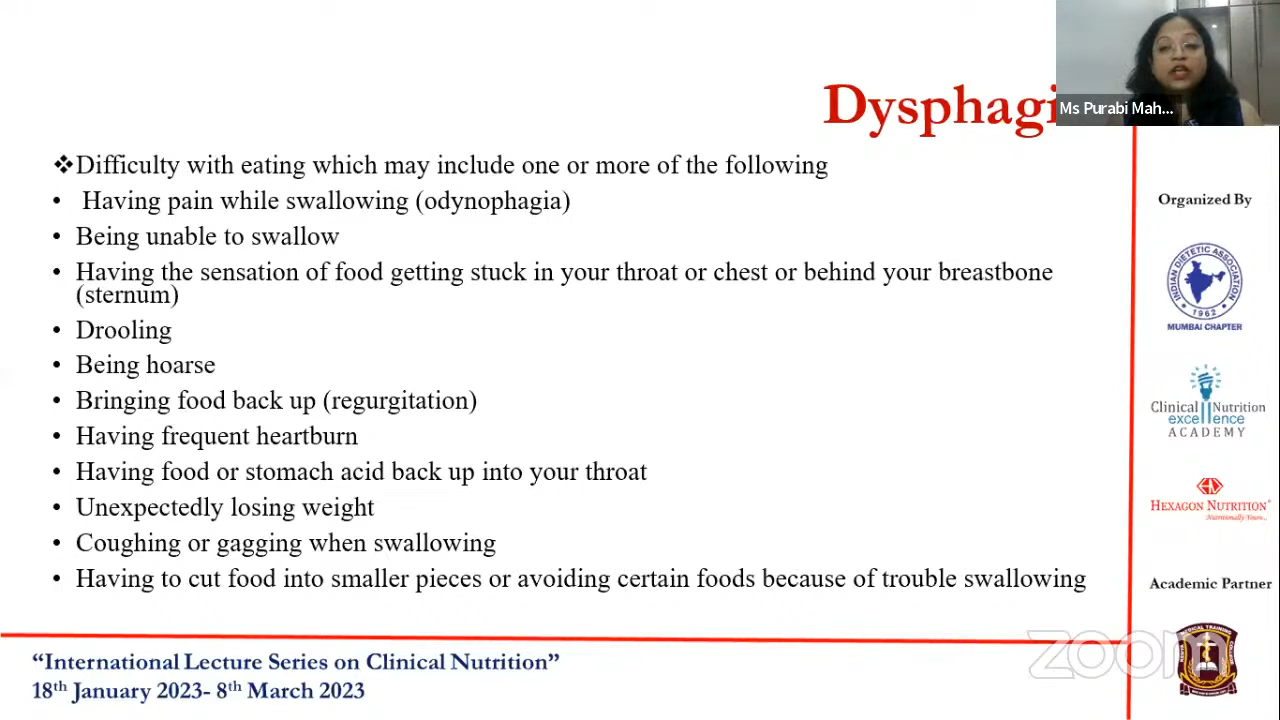 Dysphagi
Ms Purabi Mah...
❖Difficulty with eating which may include one or more of the following
• Having pain while swallowing (odynophagia)
• Being unable to swallow
• Having the sensation of food getting stuck in your throat or chest or behind your breastbone
(sternum)
• Drooling
• Being hoarse
• Bringing food back up (regurgitation)
• Having frequent heartburn
• Having food or stomach acid back up into your throat
• Unexpectedly losing weight
• Coughing or gagging when swallowing
• Having to cut food into smaller pieces or avoiding certain foods because of trouble swallowing
Organized By
INDIAN DIETETIC ASSOCIATION
• 1962 •
MUMBAI CHAPTER
Clinical Nutrition
excellence
ACADEMY
HEXAGON NUTRITION
Nutritionally Yours...
Academic Partner
MEDICAL TRAINING
zoom
“International Lecture Series on Clinical Nutrition”
18th January 2023- 8th March 2023